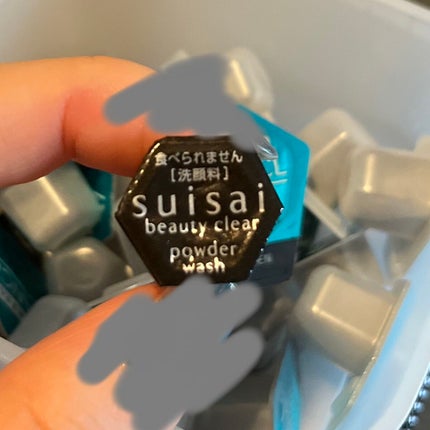 食べられません
[洗顔料]
suisai
beauty clear
powder
wash